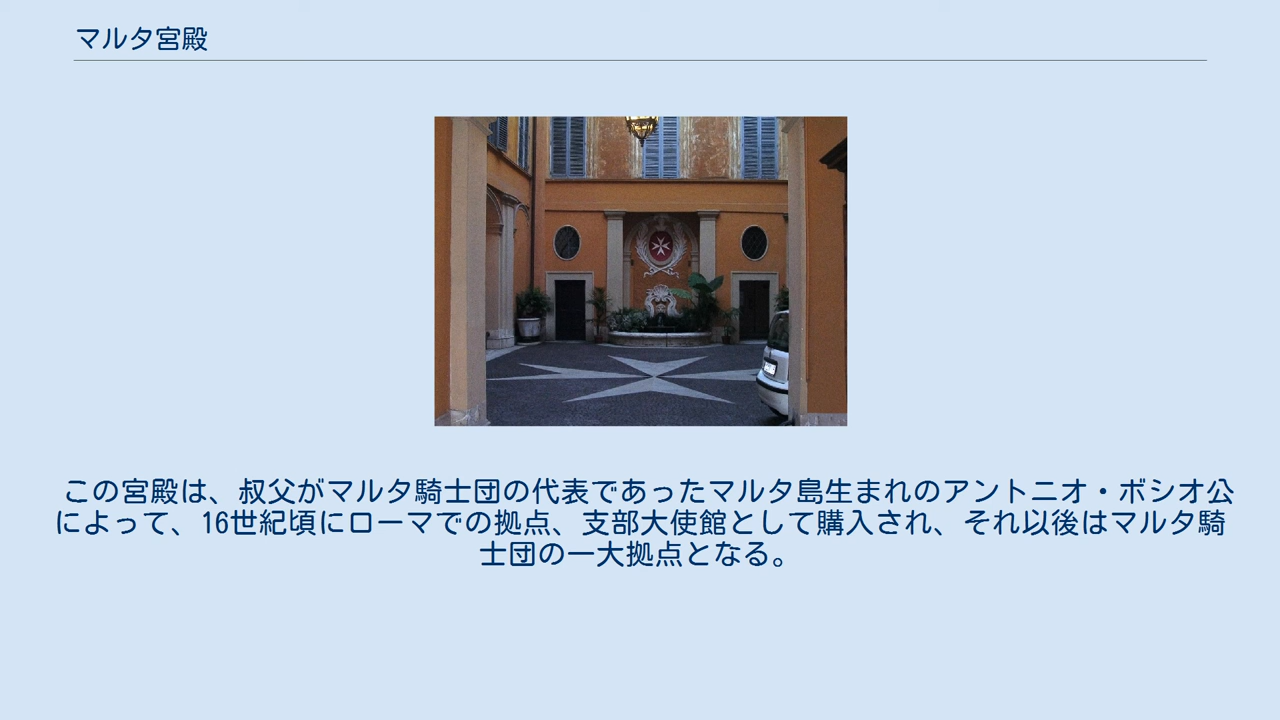 マルタ宮殿
この宮殿は、叔父がマルタ騎士団の代表であったマルタ島生まれのアントニオ・ボシオ公
によって、16世紀頃にローマでの拠点、支部大使館として購入され、それ以後はマルタ騎
士団の一大拠点となる。